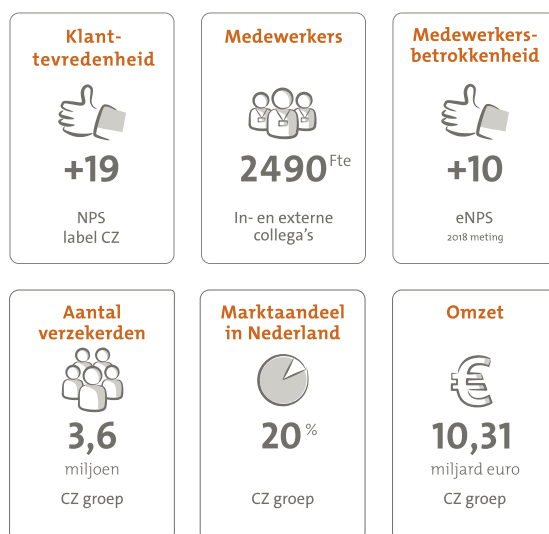 Klant-
tevredenheid
+19
NPS
label CZ
Medewerkers
2490 Fte
In- en externe
collega's
Medewerkers-
betrokkenheid
+10
eNPS
2018 meting
Aantal
verzekerden
3,6
miljoen
CZ groep
Marktaandeel
in Nederland
20 %
CZ groep
Omzet
€
10,31
miljard euro
CZ groep